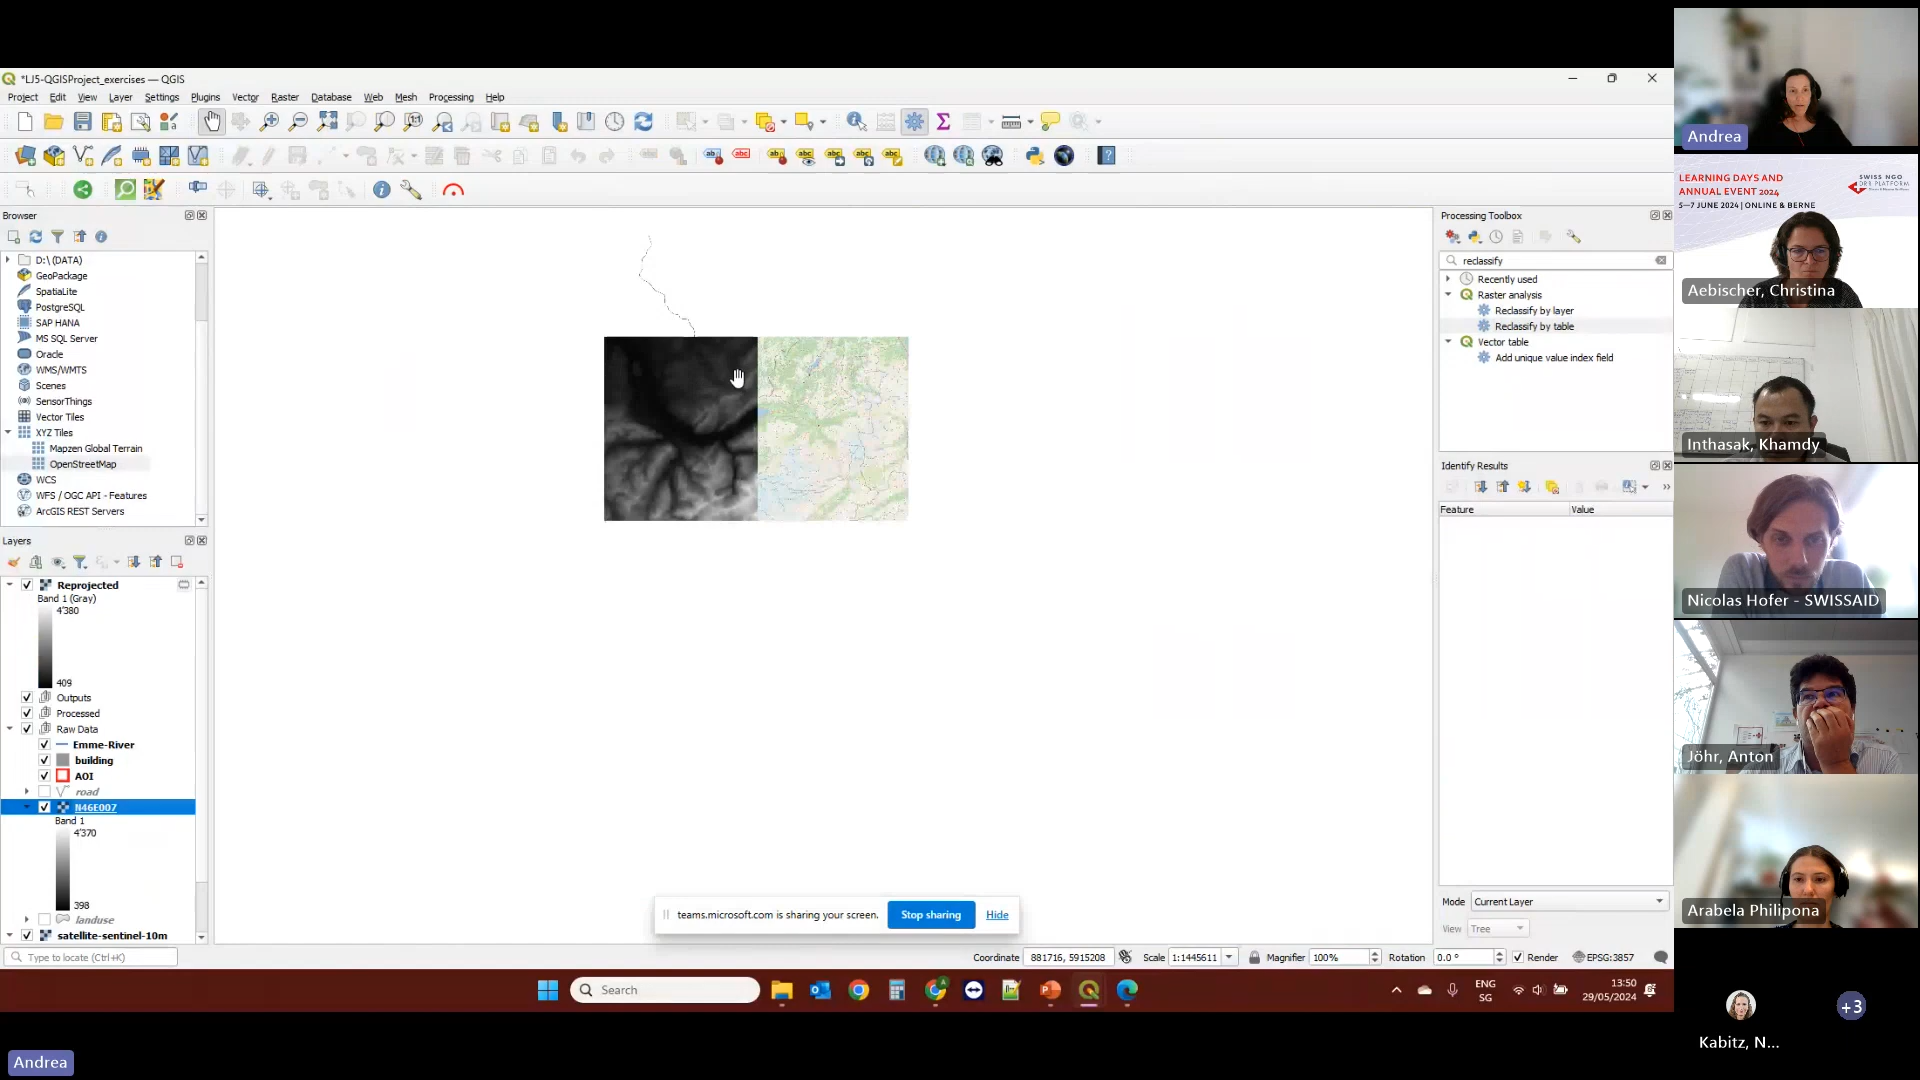 *LJ5-QGISProject_exercises — QGIS
Project Edit View Layer Settings Plugins Vector Raster Database Web Mesh Processing Help
Browser
D:\ (DATA)
GeoPackage
SpatiaLite
PostgreSQL
SAP HANA
MS SQL Server
Oracle
WMS/WMTS
Scenes
SensorThings
Vector Tiles
XYZ Tiles
Mapzen Global Terrain
OpenStreetMap
WCS
WFS / OGC API - Features
ArcGIS REST Servers
Layers
Reprojected
Band 1 (Gray)
4'380
409
Outputs
Processed
Raw Data
Emme-River
building
AOI
road
N46E007
Band 1
4'370
398
landuse
satellite-sentinel-10m
Type to locate (Ctrl+K)
Processing Toolbox
reclassify
Recently used
Raster analysis
Reclassify by layer
Reclassify by table
Vector table
Add unique value index field
Identify Results
Feature Value
Mode Current Layer
View Tree
teams.microsoft.com is sharing your screen. Stop sharing Hide
Coordinate 881716, 5915208 Scale 1:1445611 Magnifier 100% Rotation 0.0 ° Render EPSG:3857
Search
ENG
SG
13:50
29/05/2024
Andrea
Andrea
LEARNING DAYS AND
ANNUAL EVENT 2024
5—7 JUNE 2024 | ONLINE & BERNE
SWISS NGO
DRR PLATFORM
Aebischer, Christina
Inthasak, Khamdy
Nicolas Hofer - SWISSAID
Jöhr, Anton
Arabela Philipona
Kabitz, N...
+3